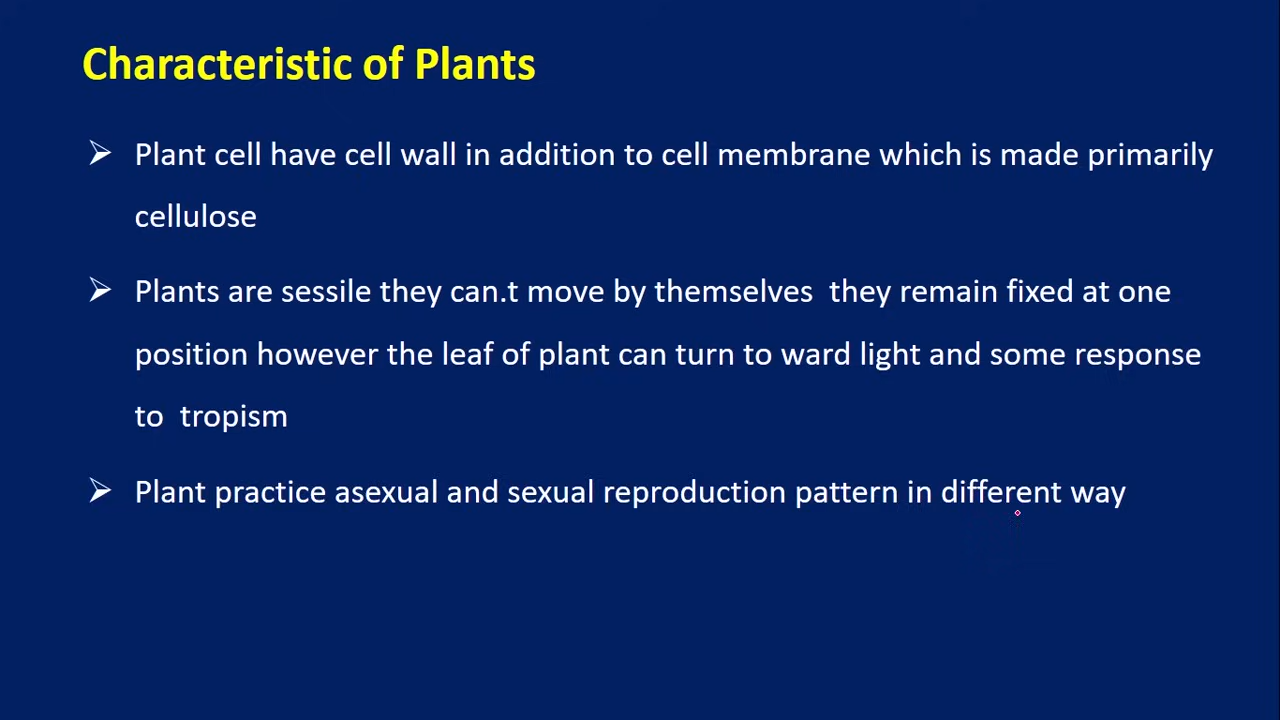 Characteristic of Plants
Plant cell have cell wall in addition to cell membrane which is made primarily
cellulose
Plants are sessile they can.t move by themselves  they remain fixed at one
position however the leaf of plant can turn to ward light and some response
to  tropism
Plant practice asexual and sexual reproduction pattern in different way